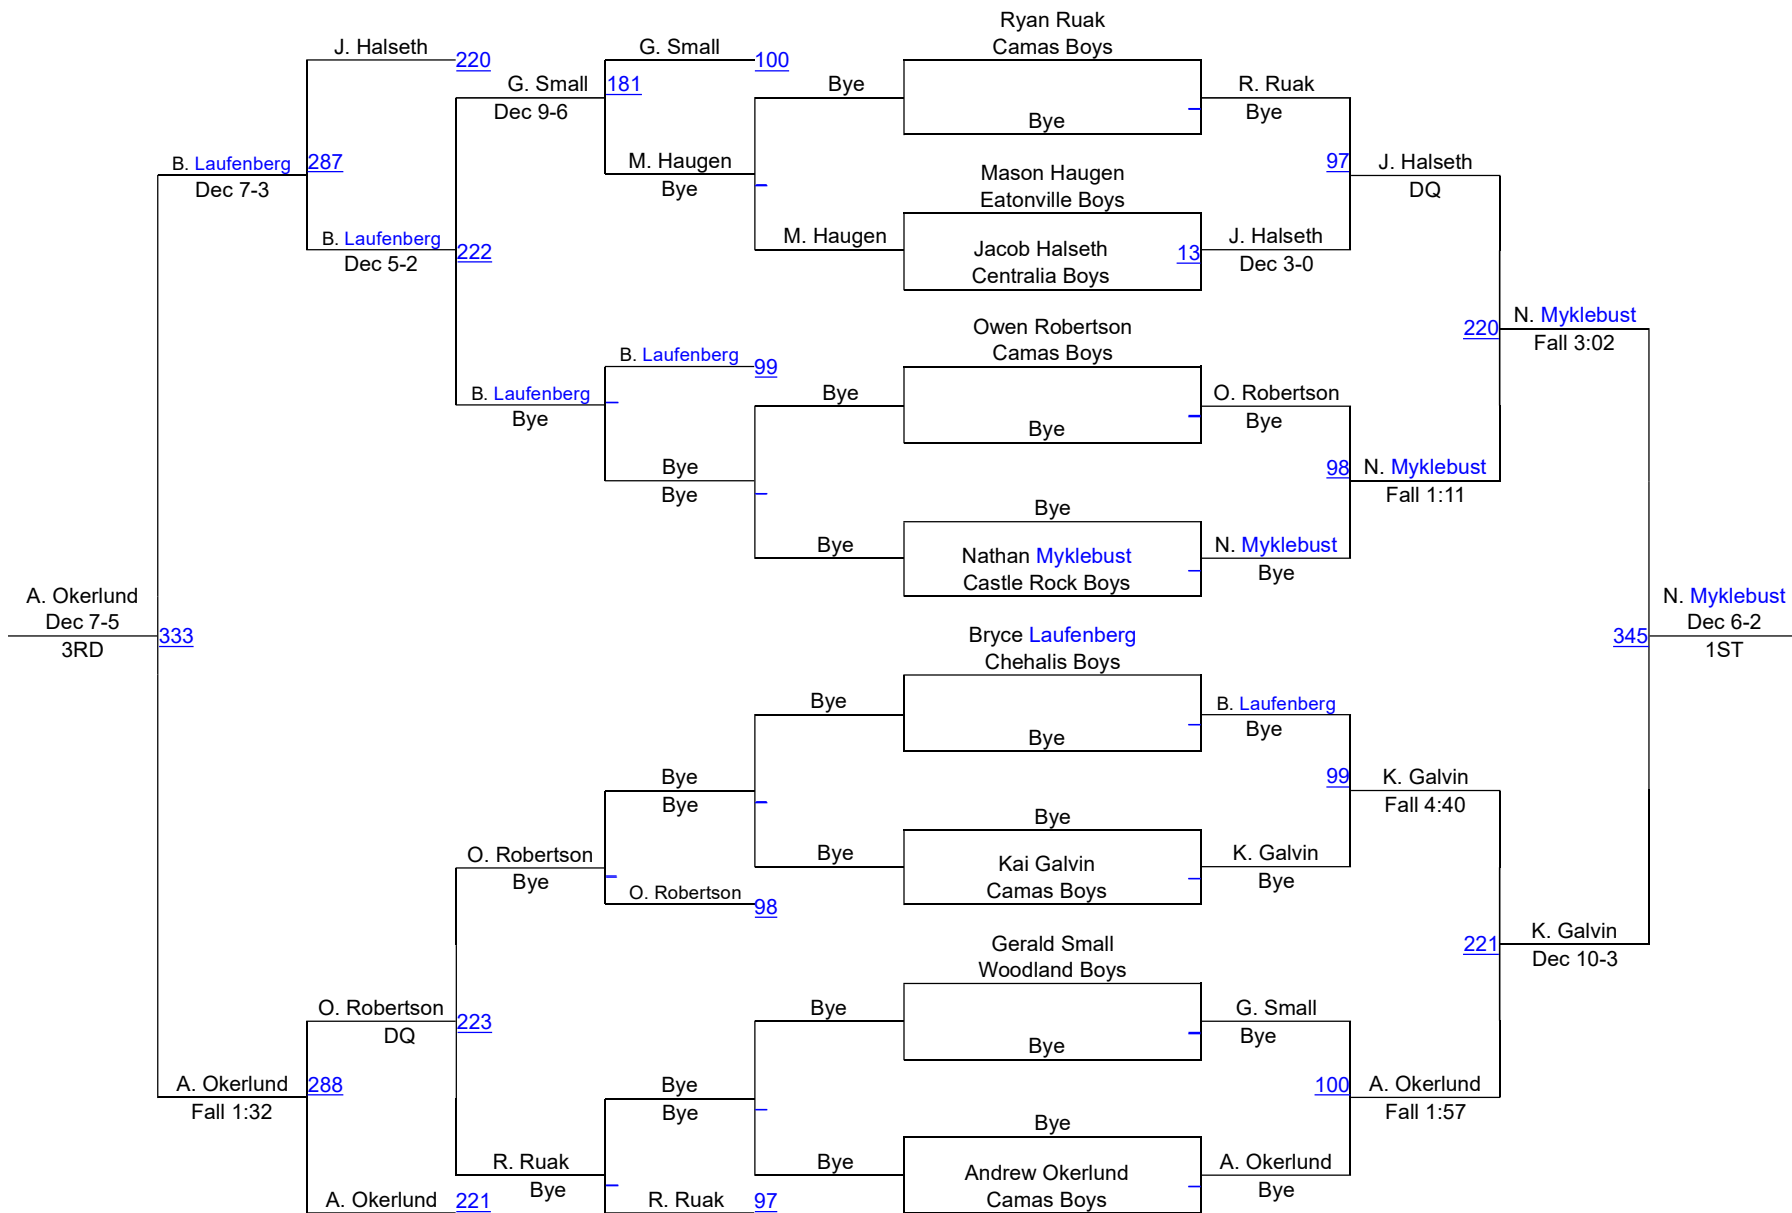 Ryan Ruak
J. Halseth 220 G. Small 100 Camas Boys
G. Small 181 Bye R. Ruak
Dec 9-6 Bye Bye
B. Laufenberg 287 M. Haugen 97 J. Halseth
Dec 7-3 Bye Mason Haugen DQ
Eatonville Boys
B. Laufenberg 222 M. Haugen Jacob Halseth 13 J. Halseth
Dec 5-2 Centralia Boys Dec 3-0
Owen Robertson 220 N. Myklebust
B. Laufenberg 99 Camas Boys Fall 3:02
B. Laufenberg Bye O. Robertson
Bye Bye Bye
Bye 98 N. Myklebust
Bye Fall 1:11
Bye
Bye Nathan Myklebust N. Myklebust
Castle Rock Boys Bye
A. Okerlund N. Myklebust
Dec 7-5 Dec 6-2
333 Bryce Laufenberg 345
3RD Chehalis Boys 1ST
Bye B. Laufenberg
Bye Bye
Bye 99 K. Galvin
Bye Fall 4:40
Bye
O. Robertson Bye Kai Galvin K. Galvin
Bye O. Robertson 98 Camas Boys Bye
Gerald Small 221 K. Galvin
Woodland Boys Dec 10-3
O. Robertson 223 Bye G. Small
DQ Bye Bye
A. Okerlund 288 Bye 100 A. Okerlund
Fall 1:32 Bye Fall 1:57
Bye
R. Ruak Bye Andrew Okerlund A. Okerlund
Bye Bye
A. Okerlund 221 R. Ruak 97 Camas Boys